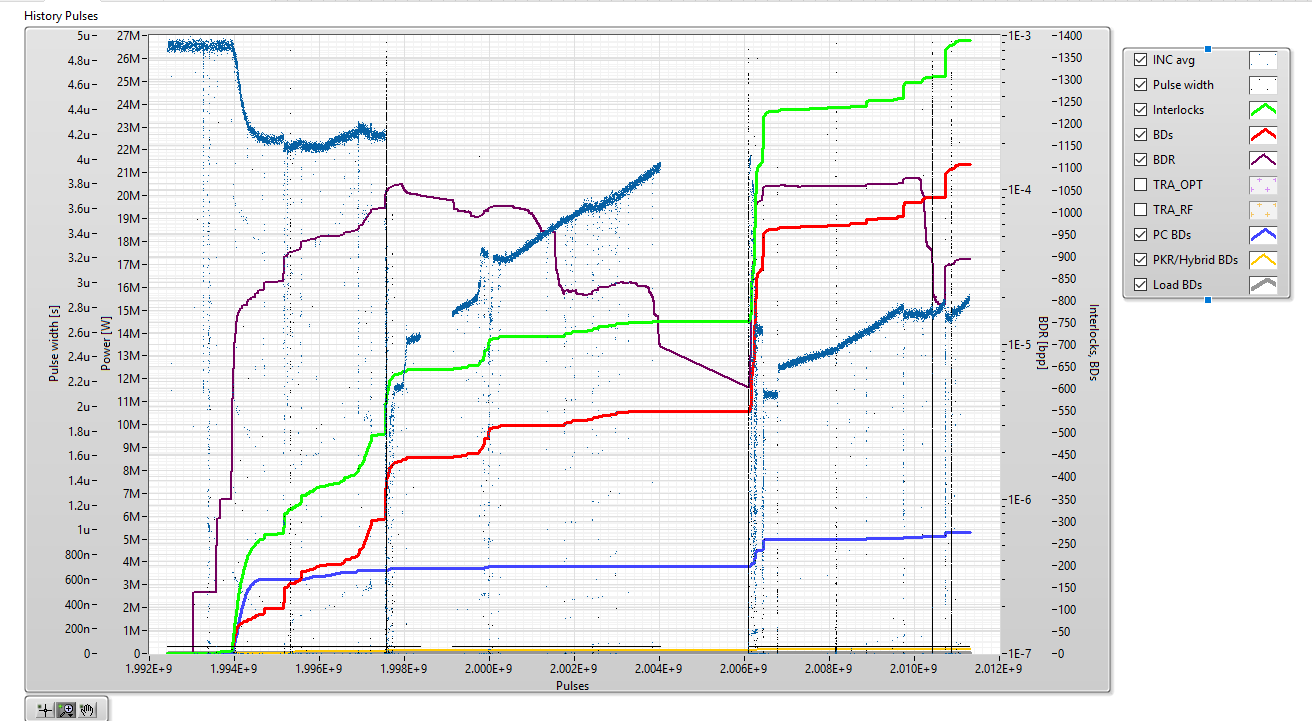 History Pulses
5u
4.8u
4.6u
4.4u
4.2u
4u
3.8u
3.6u
3.4u
3.2u
3u
2.8u
2.6u
2.4u
2.2u
2u
1.8u
1.6u
1.4u
1.2u
1u
800n
600n
400n
200n
0
Pulse width [s]
27M
26M
25M
24M
23M
22M
21M
20M
19M
18M
17M
16M
15M
14M
13M
12M
11M
10M
9M
8M
7M
6M
5M
4M
3M
2M
1M
0
Power [W]
1E-3
1E-4
1E-5
1E-6
1E-7
BDR [bpp]
1400
1350
1300
1250
1200
1150
1100
1050
1000
950
900
850
800
750
700
650
600
550
500
450
400
350
300
250
200
150
100
50
0
Interlocks, BDs
1.992E+9
1.994E+9
1.996E+9
1.998E+9
2.000E+9
2.002E+9
2.004E+9
2.006E+9
2.008E+9
2.010E+9
2.012E+9
Pulses
INC avg
Pulse width
Interlocks
BDs
BDR
TRA_OPT
TRA_RF
PC BDs
PKR/Hybrid BDs
Load BDs